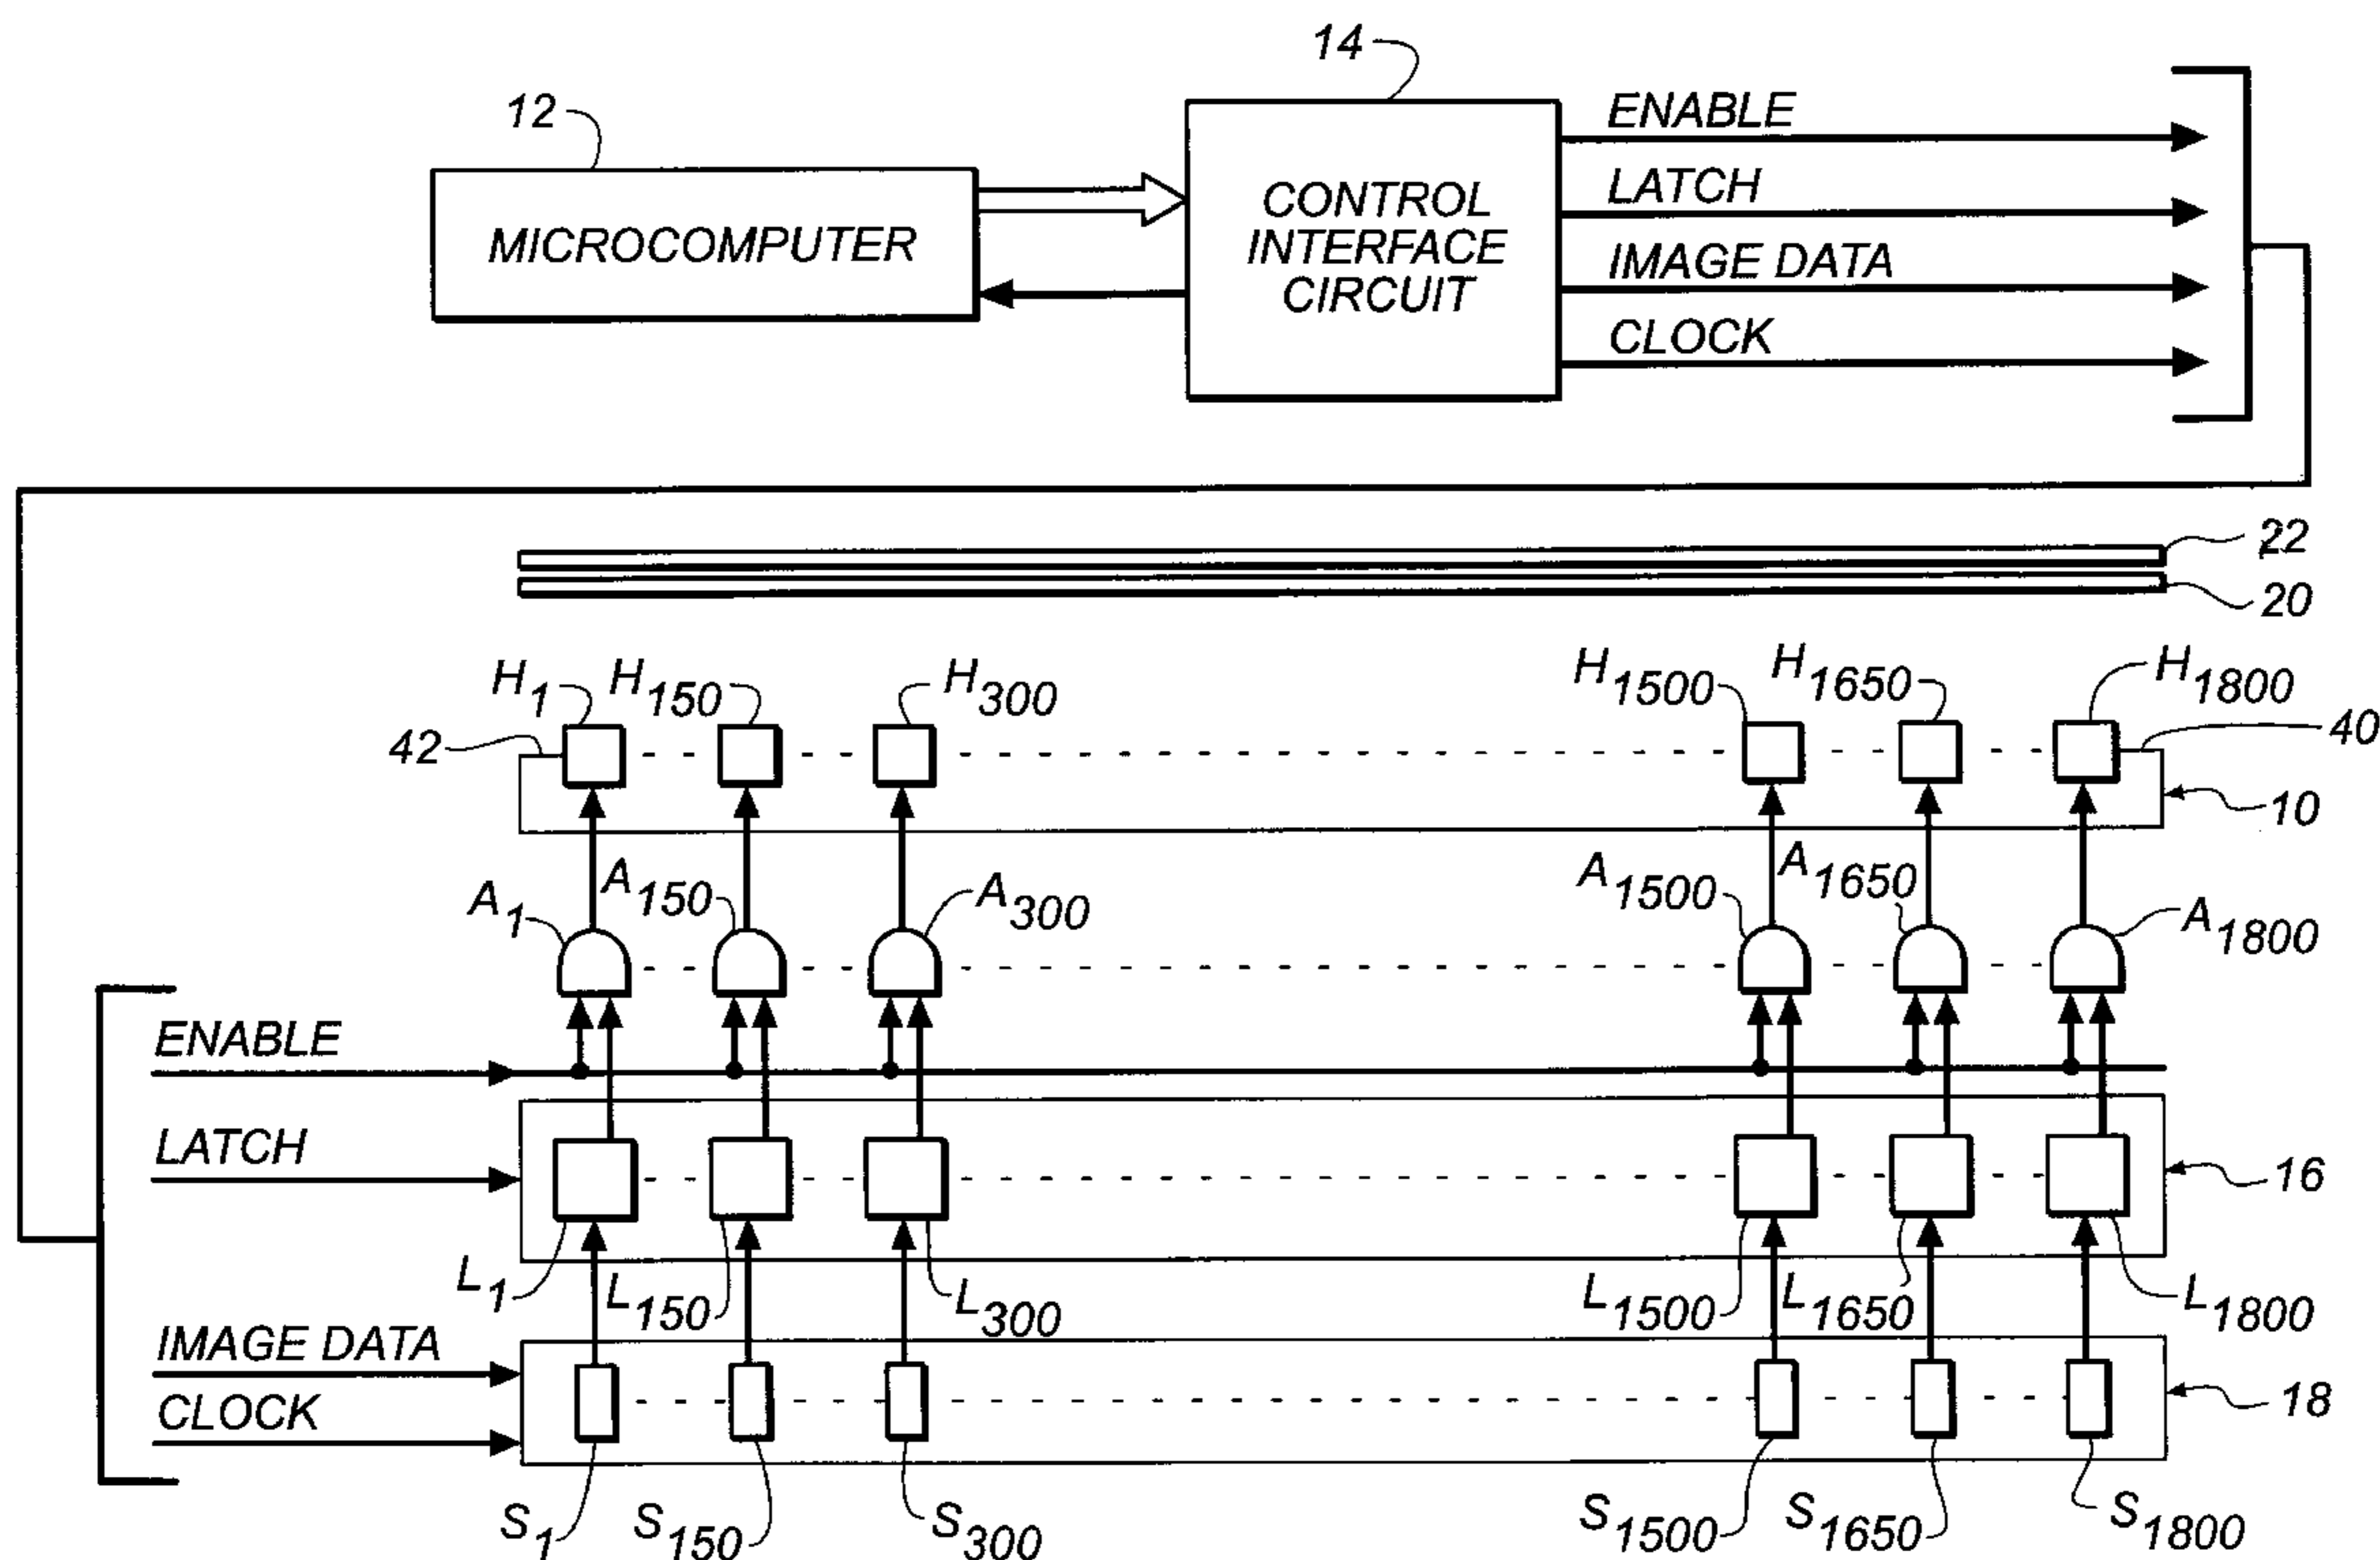 14
12
ENABLE
LATCH
IMAGE DATA
CLOCK
MICROCOMPUTER
CONTROL
INTERFACE
CIRCUIT
22
20
H1 H150 H300 H1500 H1650 H1800
42 40
10
A1 A150 A300 A1500 A1650 A1800
ENABLE
LATCH
16
L1 L150 L300 L1500 L1650 L1800
IMAGE DATA
CLOCK
18
S1 S150 S300 S1500 S1650 S1800